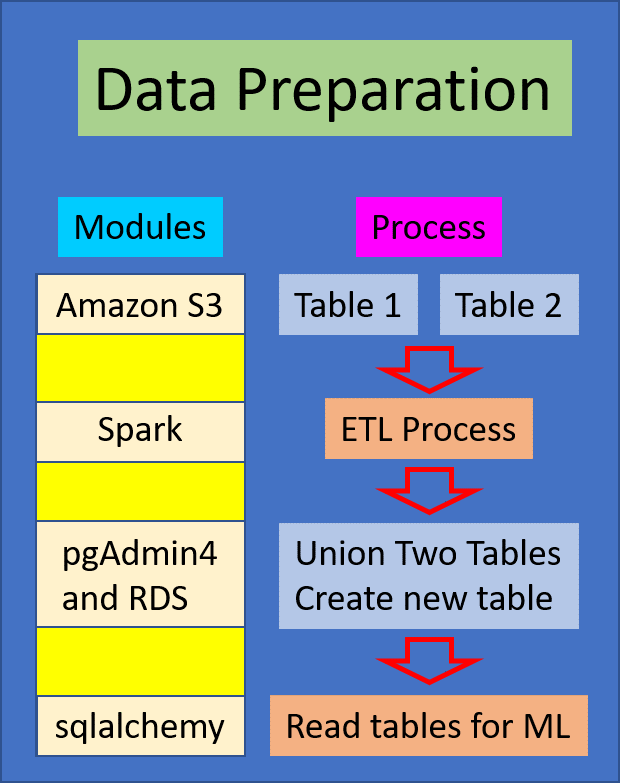 Data Preparation
Modules
Process
Amazon S3
Table 1
Table 2
Spark
ETL Process
pgAdmin4
and RDS
Union Two Tables
Create new table
sqlalchemy
Read tables for ML